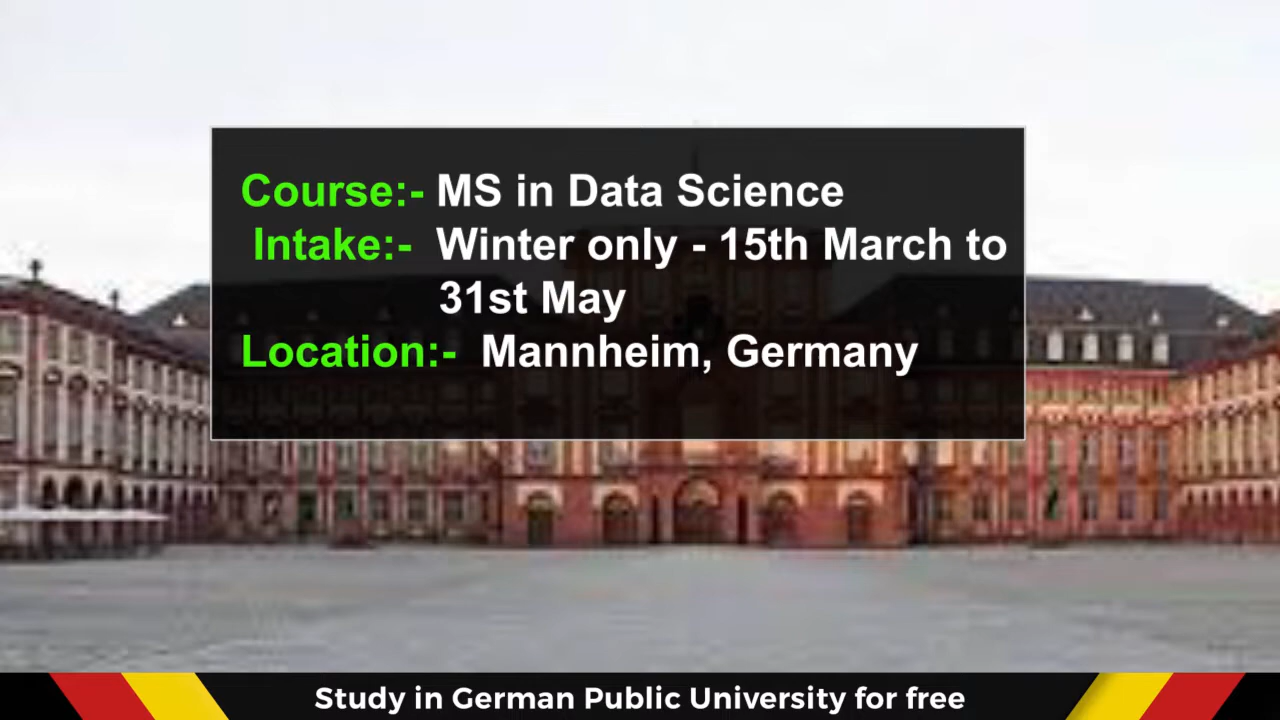 Course:- MS in Data Science
Intake:- Winter only - 15th March to
31st May
Location:- Mannheim, Germany
Study in German Public University for free